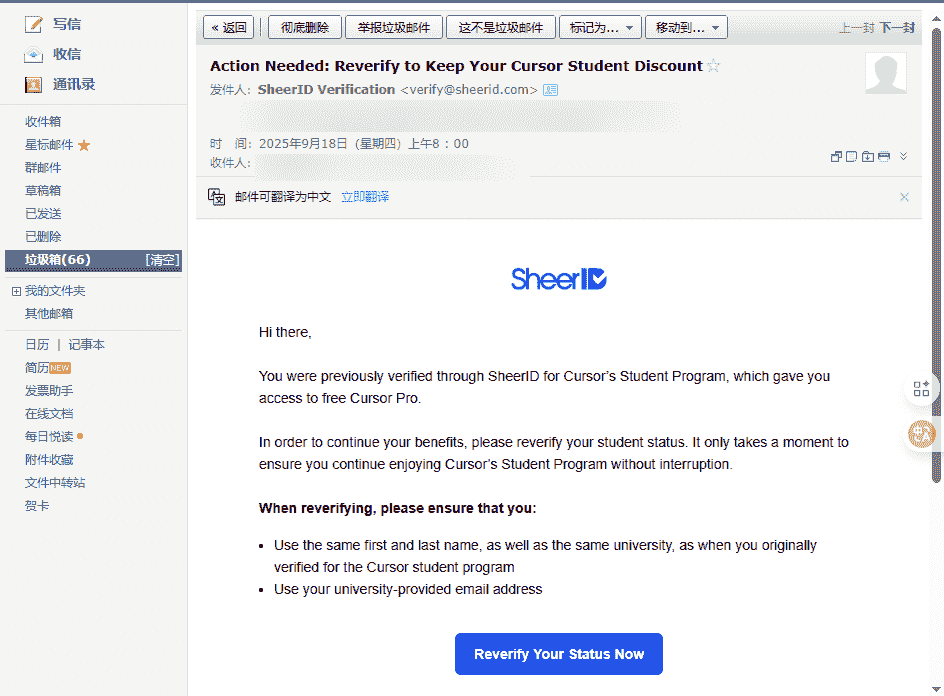 写信
收信
通讯录
收件箱
星标邮件
群邮件
草稿箱
已发送
已删除
垃圾箱(66) [清空]
我的文件夹
其他邮箱
日历 | 记事本
简历NEW
发票助手
在线文档
每日悦读
附件收藏
文件中转站
贺卡
« 返回 彻底删除 举报垃圾邮件 这不是垃圾邮件 标记为... 移动到... 上一封 下一封
Action Needed: Reverify to Keep Your Cursor Student Discount
发件人: SheerID Verification <verify@sheerid.com>
时 间: 2025年9月18日 (星期四) 上午8 : 00
收件人:
邮件可翻译为中文 立即翻译
SheerID
Hi there,
You were previously verified through SheerID for Cursor’s Student Program, which gave you
access to free Cursor Pro.
In order to continue your benefits, please reverify your student status. It only takes a moment to
ensure you continue enjoying Cursor’s Student Program without interruption.
When reverifying, please ensure that you:
• Use the same first and last name, as well as the same university, as when you originally
verified for the Cursor student program
• Use your university-provided email address
Reverify Your Status Now